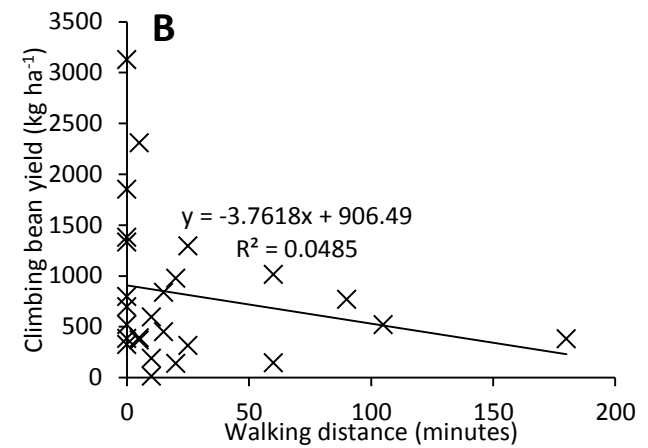 B
Climbing bean yield (kg ha⁻¹)
3500
3000
2500
2000
1500
1000
500
0
y = -3.7618x + 906.49
R² = 0.0485
0 50 100 150 200
Walking distance (minutes)